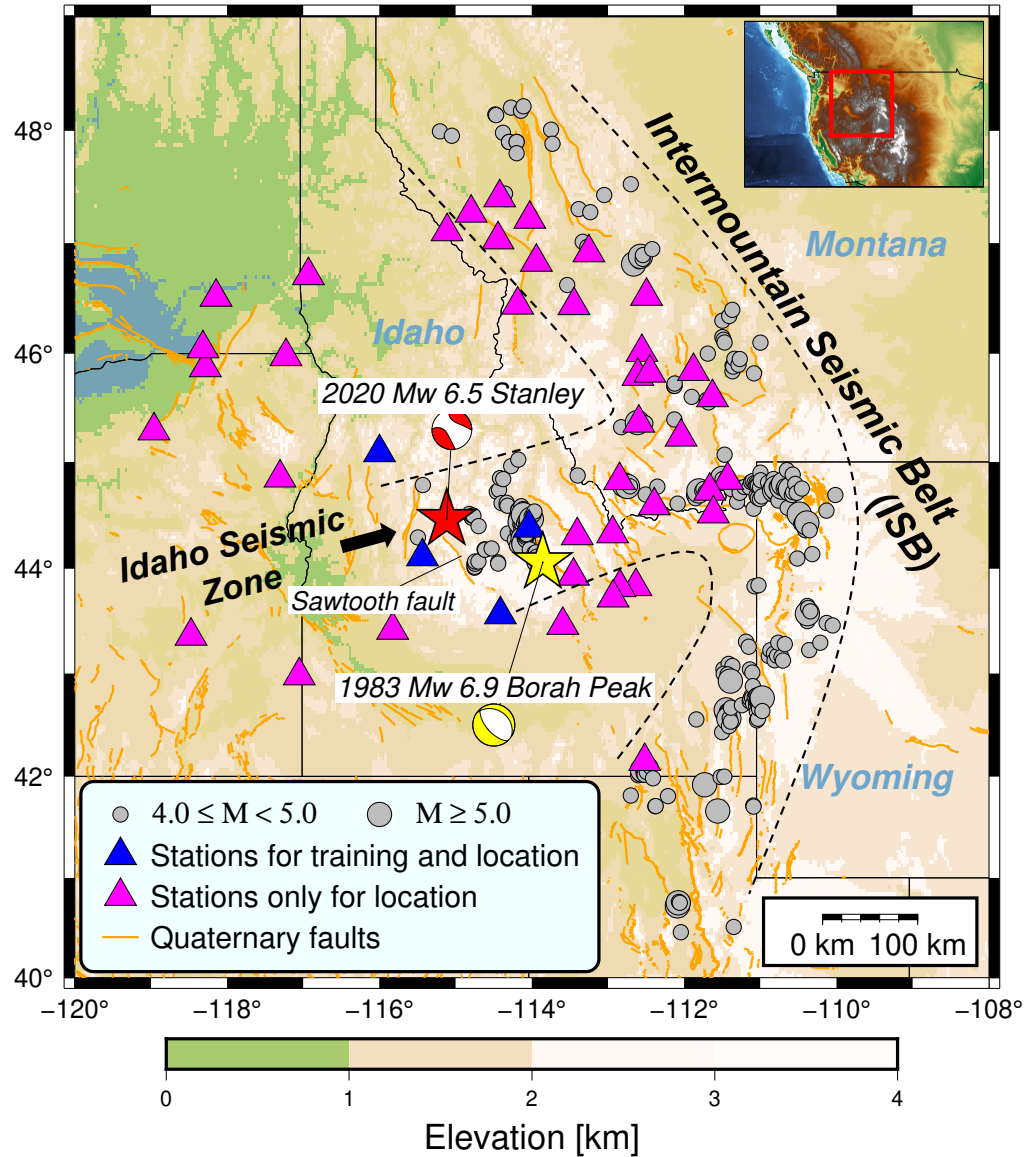 48°
46°
44°
42°
40°
−120°
−118°
−116°
−114°
−112°
−110°
−108°
Intermountain Seismic Belt
(ISB)
Montana
Idaho
2020 Mw 6.5 Stanley
Idaho Seismic
Zone
Sawtooth fault
1983 Mw 6.9 Borah Peak
Wyoming
4.0 ≤ M < 5.0
M ≥ 5.0
Stations for training and location
Stations only for location
Quaternary faults
0 km 100 km
0
1
2
3
4
Elevation [km]